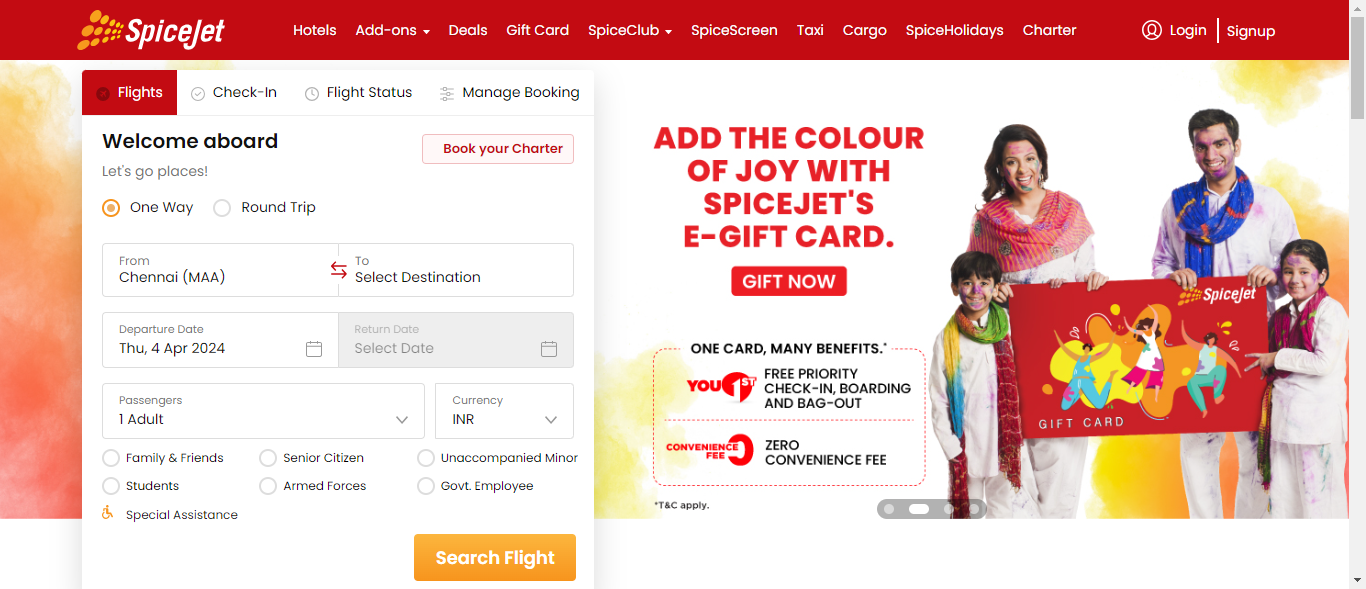 SpiceJet
Hotels Add-ons Deals Gift Card SpiceClub SpiceScreen Taxi Cargo SpiceHolidays Charter
Login Signup
Flights Check-In Flight Status Manage Booking
Welcome aboard
Book your Charter
Let's go places!
One Way Round Trip
From
Chennai (MAA)
To
Select Destination
Departure Date
Thu, 4 Apr 2024
Return Date
Select Date
Passengers
1 Adult
Currency
INR
Family & Friends Senior Citizen Unaccompanied Minor
Students Armed Forces Govt. Employee
Special Assistance
Search Flight
ADD THE COLOUR
OF JOY WITH
SPICEJET'S
E-GIFT CARD.
GIFT NOW
ONE CARD, MANY BENEFITS.*
YOU 1ST
FREE PRIORITY
CHECK-IN, BOARDING
AND BAG-OUT
CONVENIENCE
FEE 0
ZERO
CONVENIENCE FEE
*T&C apply.
SpiceJet
GIFT CARD